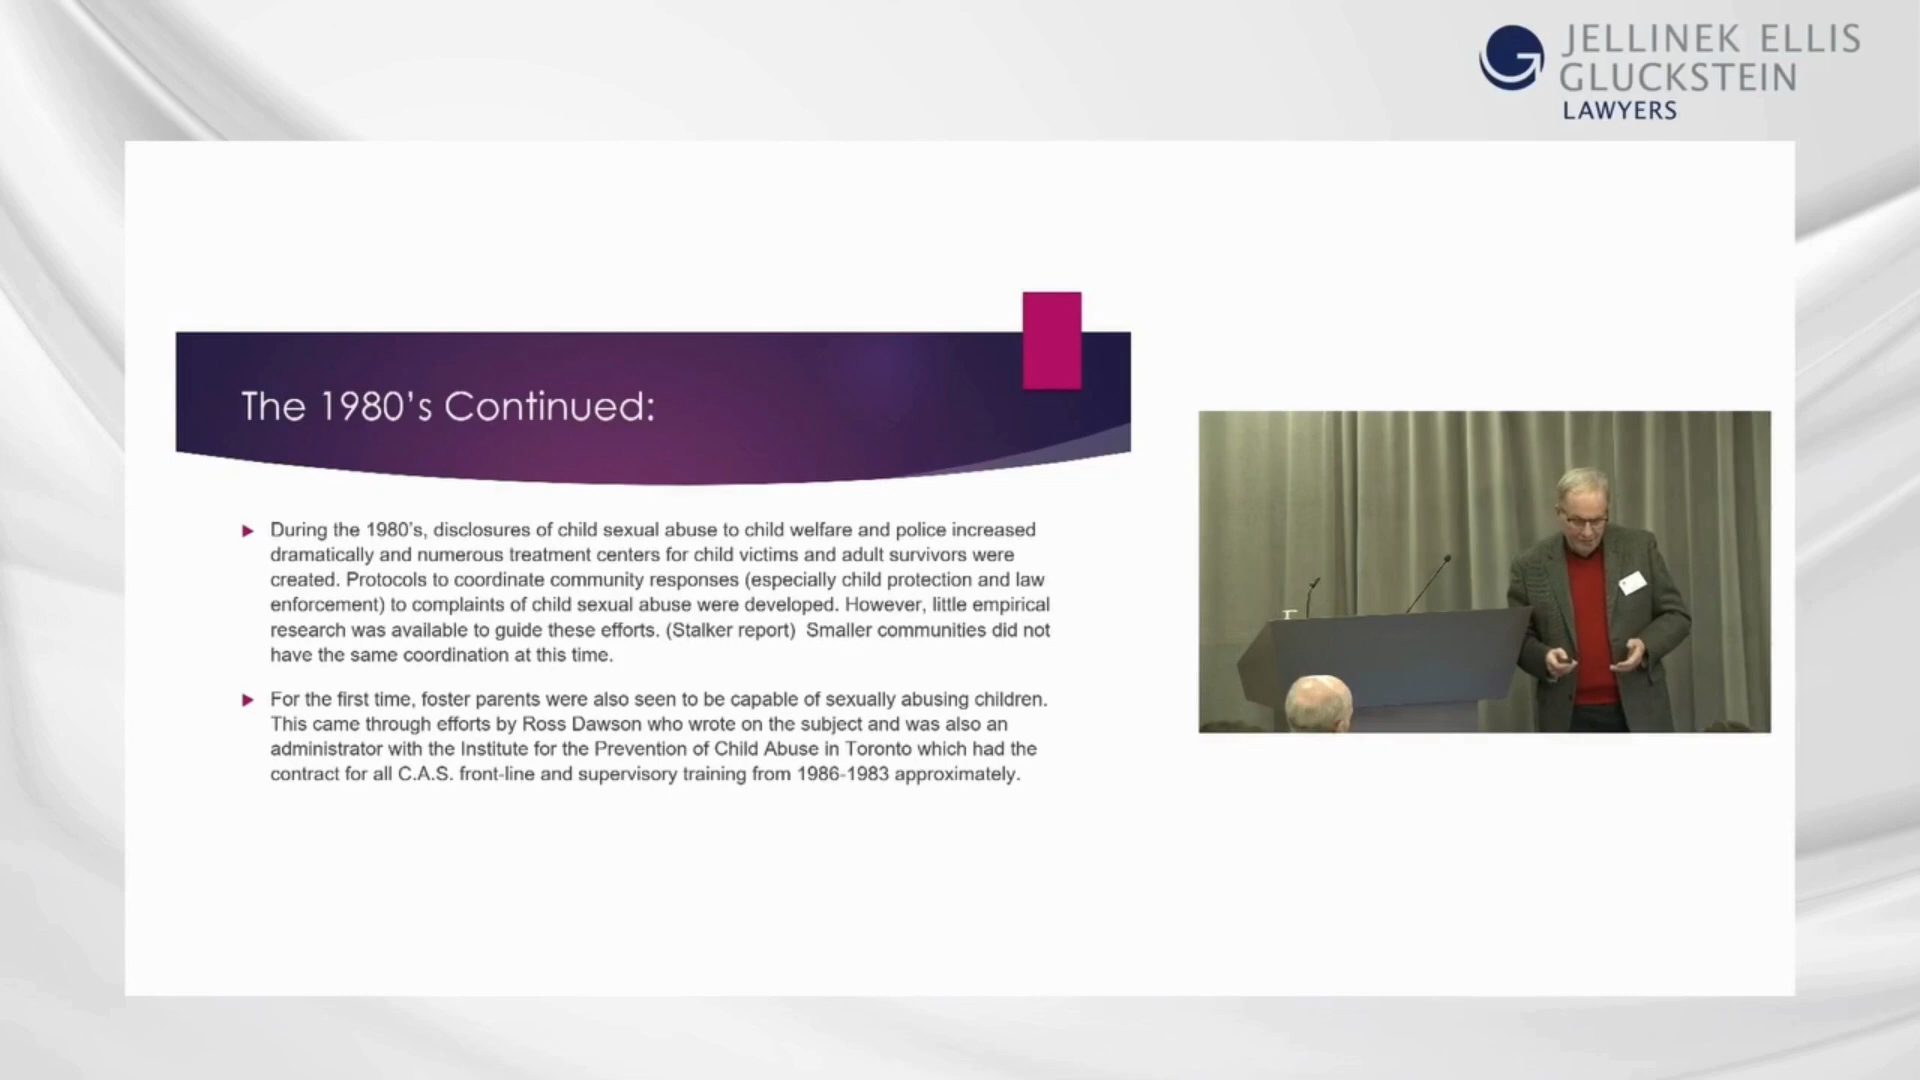 JELLINEK ELLIS
GLUCKSTEIN
LAWYERS
The 1980's Continued:
During the 1980's, disclosures of child sexual abuse to child welfare and police increased
dramatically and numerous treatment centers for child victims and adult survivors were
created. Protocols to coordinate community responses (especially child protection and law
enforcement) to complaints of child sexual abuse were developed. However, little empirical
research was available to guide these efforts. (Stalker report) Smaller communities did not
have the same coordination at this time.
For the first time, foster parents were also seen to be capable of sexually abusing children.
This came through efforts by Ross Dawson who wrote on the subject and was also an
administrator with the Institute for the Prevention of Child Abuse in Toronto which had the
contract for all C.A.S. front-line and supervisory training from 1986-1983 approximately.